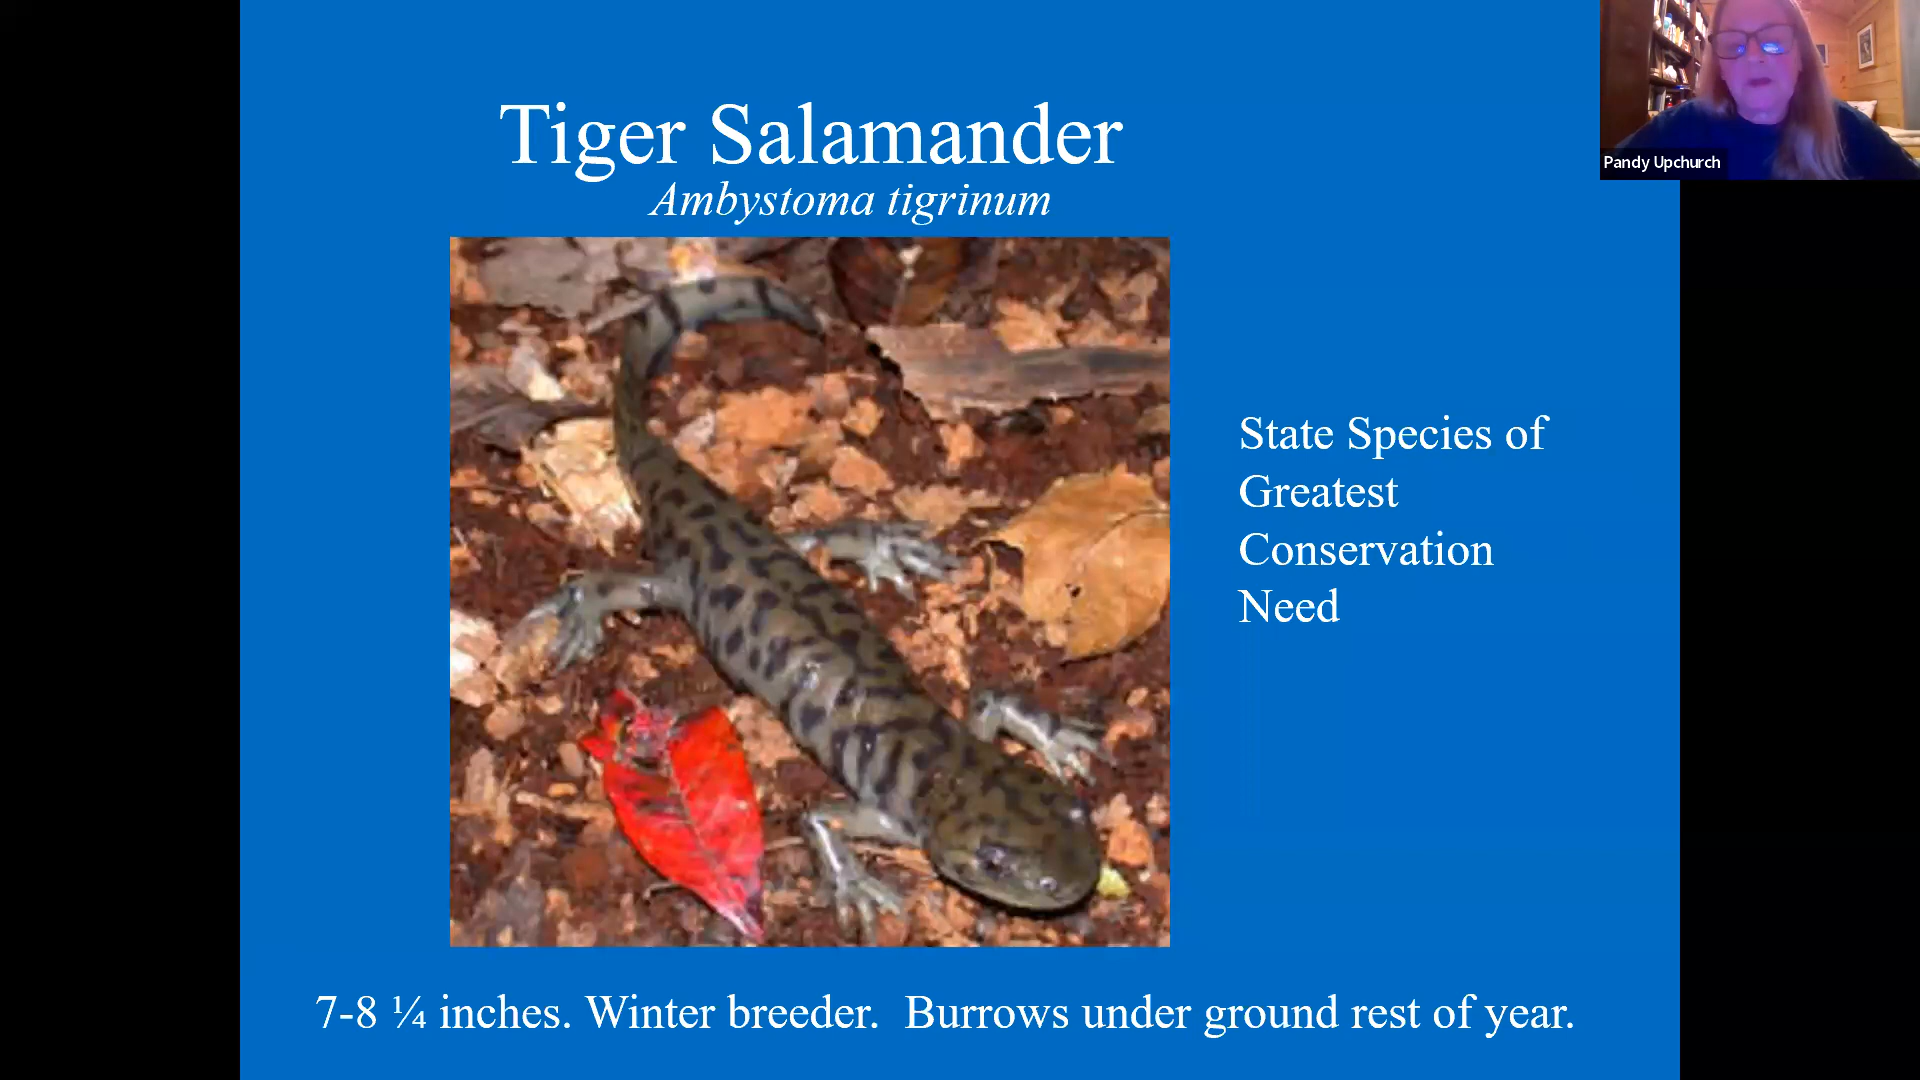 Tiger Salamander
Ambystoma tigrinum
Pandy Upchurch
State Species of
Greatest
Conservation
Need
7-8 ¼ inches. Winter breeder.  Burrows under ground rest of year.